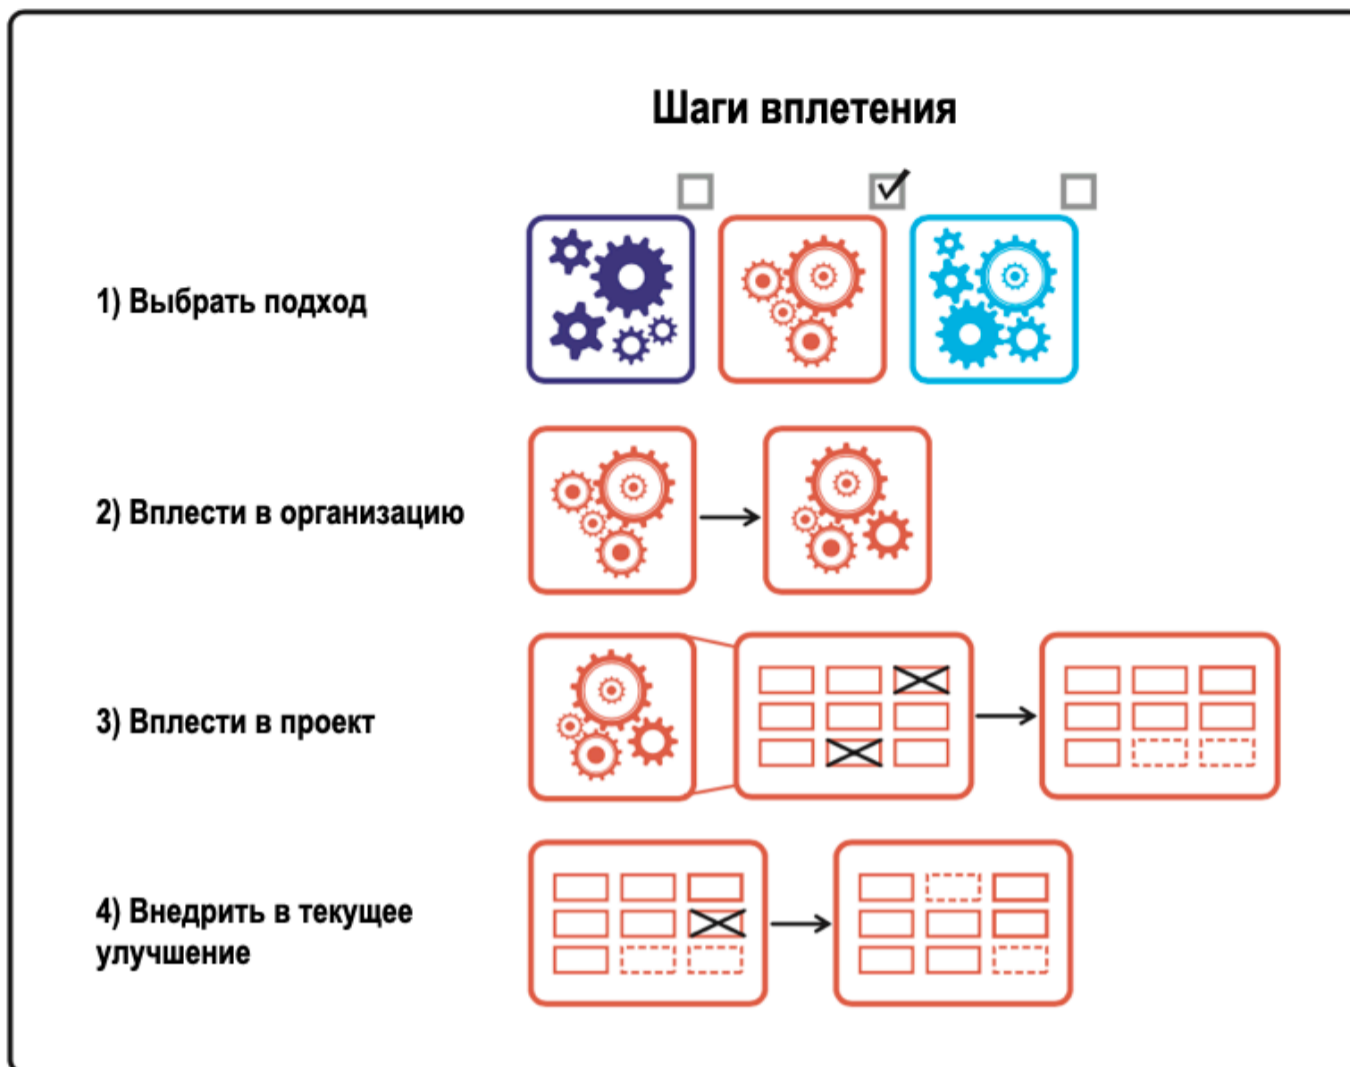 Шаги вплетения
1) Выбрать подход
2) Вплести в организацию
3) Вплести в проект
4) Внедрить в текущее
улучшение